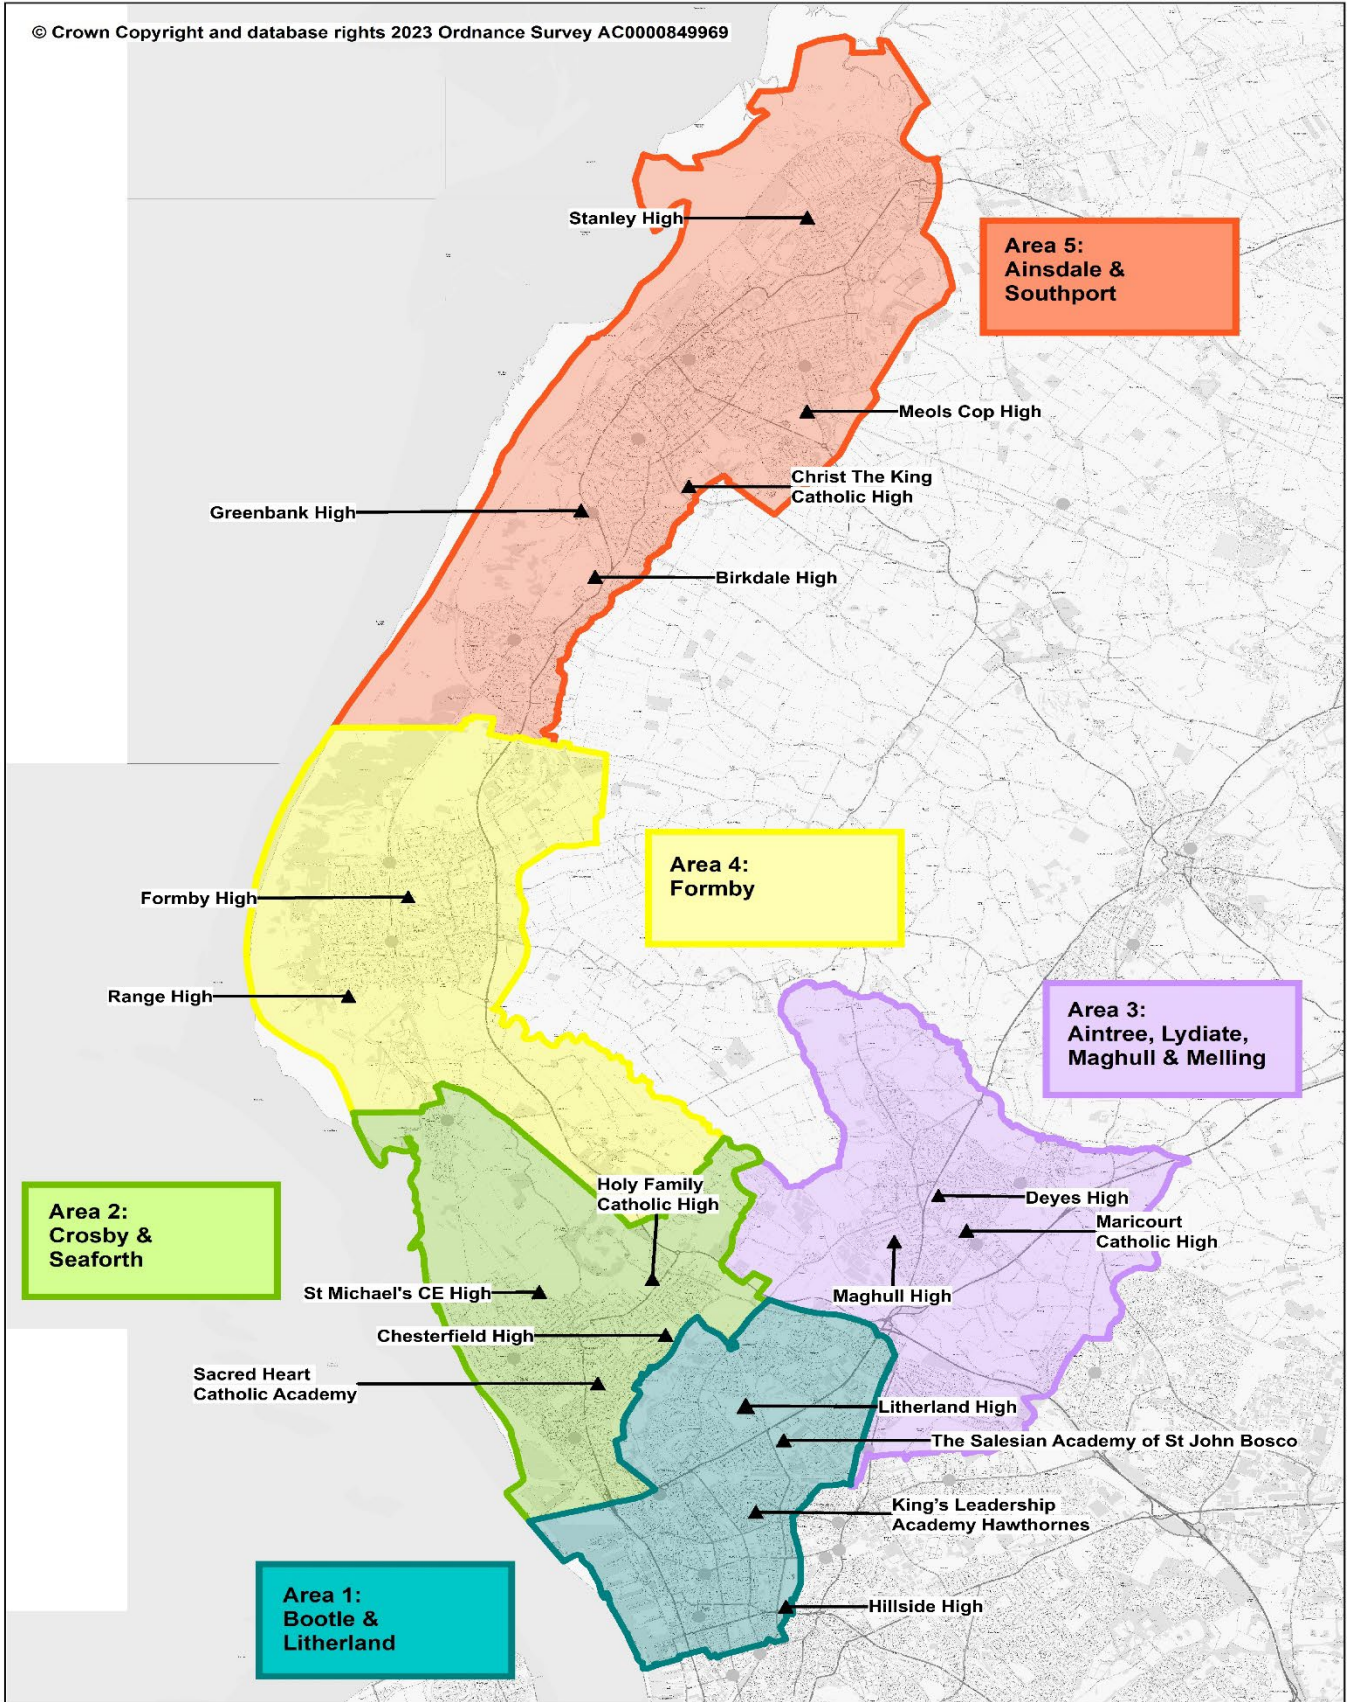 © Crown Copyright and database rights 2023 Ordnance Survey AC0000849969
Stanley High
Area 5:
Ainsdale &
Southport
Meols Cop High
Christ The King
Catholic High
Greenbank High
Birkdale High
Area 4:
Formby
Formby High
Range High
Area 3:
Aintree, Lydiate,
Maghull & Melling
Holy Family
Catholic High
Deyes High
Maricourt
Catholic High
Area 2:
Crosby &
Seaforth
St Michael's CE High
Maghull High
Chesterfield High
Sacred Heart
Catholic Academy
Litherland High
The Salesian Academy of St John Bosco
King’s Leadership
Academy Hawthornes
Area 1:
Bootle &
Litherland
Hillside High